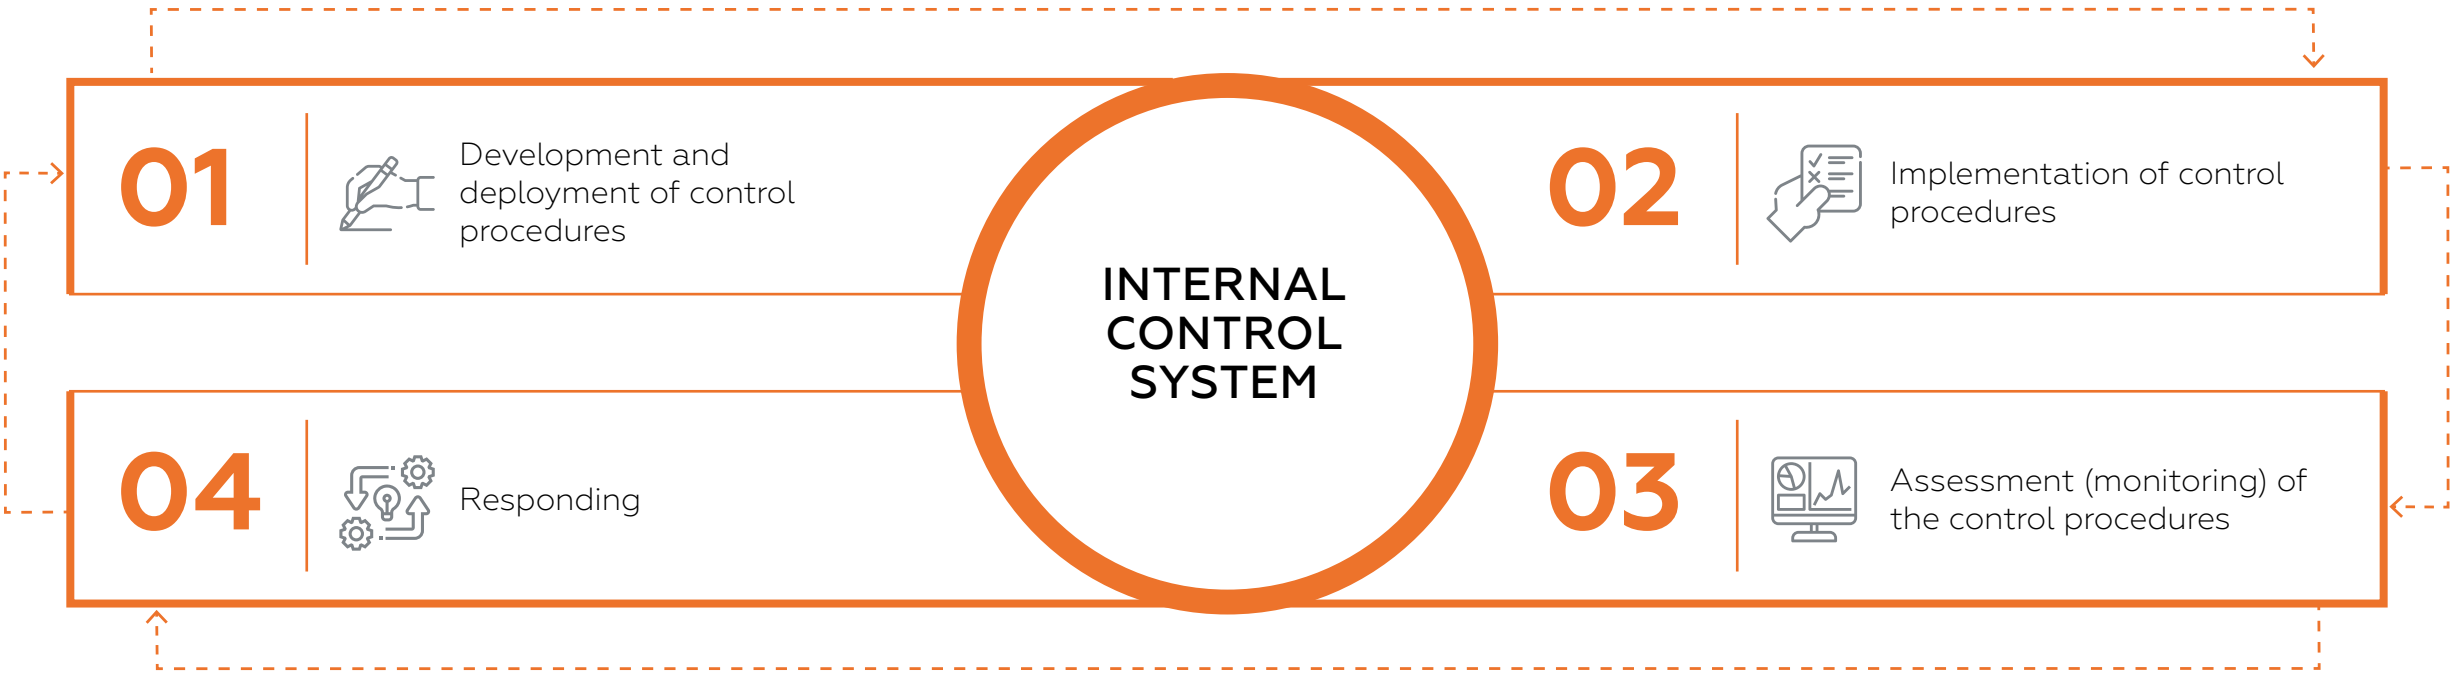 01
Development and
deployment of control
procedures
02
Implementation of control
procedures
INTERNAL
CONTROL
SYSTEM
04
Responding
03
Assessment (monitoring) of
the control procedures